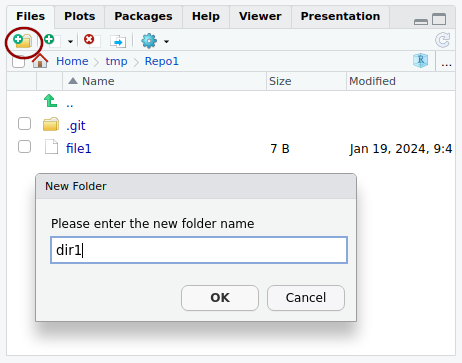 Files Plots Packages Help Viewer Presentation
Home tmp Repo1 R ...
Name Size Modified
..
.git
file1 7 B Jan 19, 2024, 9:4
New Folder
Please enter the new folder name
dir1
OK Cancel